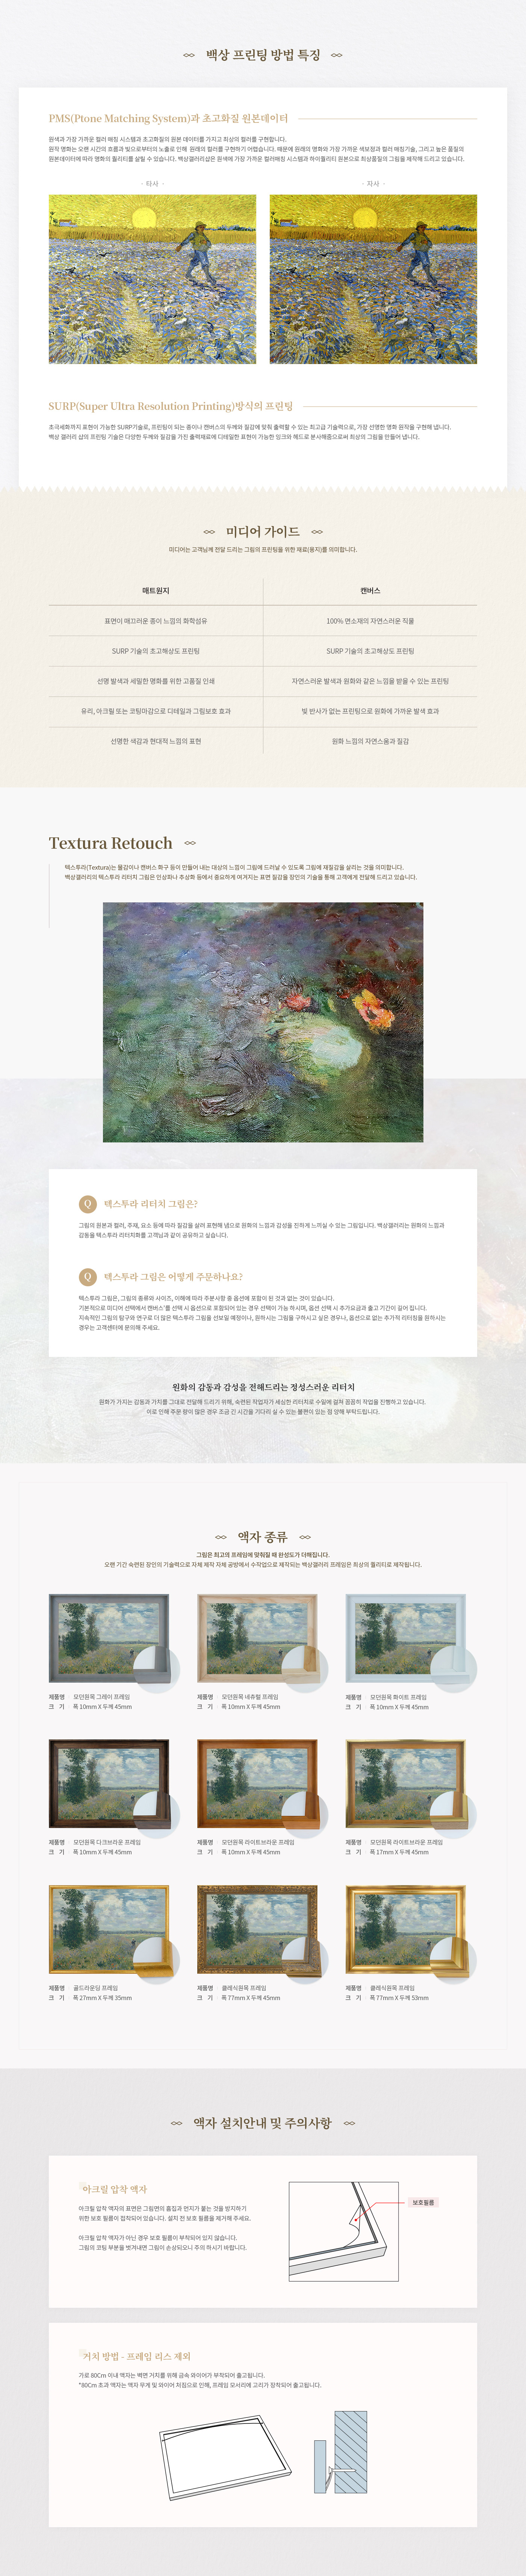 백상 프린팅 방법 특징
PMS(Ptone Matching System)과 초고화질 원본데이터
원색과 가장 가까운 컬러 매칭 시스템과 초고화질의 원본 데이터를 가지고 최상의 컬러를 구현합니다.
원작 명화는 오랜 시간의 흐름과 빛으로부터의 노출로 인해 원래의 컬러를 구현하기 어렵습니다. 때문에 원래의 명화와 가장 가까운 색보정과 컬러 매칭기술, 그리고 높은 품질의
원본데이터에 따라 명화의 퀄리티를 살릴 수 있습니다. 백상갤러리샵은 원색에 가장 가까운 컬러매칭 시스템과 하이퀄리티 원본으로 최상품질의 그림을 제작해 드리고 있습니다.
- 타사 -
- 자사 -
SURP(Super Ultra Resolution Printing)방식의 프린팅
초극세화까지 표현이 가능한 SURP기술로, 프린팅이 되는 종이나 캔버스의 두께와 질감에 맞춰 출력할 수 있는 최고급 기술력으로, 가장 선명한 명화 원작을 구현해 냅니다.
백상 갤러리 샵의 프린팅 기술은 다양한 두께와 질감을 가진 출력재료에 디테일한 표현이 가능한 잉크와 헤드로 분사해줌으로써 최상의 그림을 만들어 냅니다.
미디어 가이드
미디어는 고객님께 전달 드리는 그림의 프린팅을 위한 재료(용지)를 의미합니다.
매트원지
캔버스
표면이 매끄러운 종이 느낌의 화학섬유
100% 면소재의 자연스러운 직물
SURP 기술의 초고해상도 프린팅
SURP 기술의 초고해상도 프린팅
선명 발색과 세밀한 명화를 위한 고품질 인쇄
자연스러운 발색과 원화와 같은 느낌을 받을 수 있는 프린팅
유리, 아크릴 또는 코팅마감으로 디테일과 그림보호 효과
빛 반사가 없는 프린팅으로 원화에 가까운 발색 효과
선명한 색감과 현대적 느낌의 표현
원화 느낌의 자연스움과 질감
Textura Retouch
텍스투라(Textura)는 물감이나 캔버스 화구 등이 만들어 내는 대상의 느낌이 그림에 드러날 수 있도록 그림에 재질감을 살리는 것을 의미합니다.
백상갤러리의 텍스투라 리터치 그림은 인상파나 추상화 등에서 중요하게 여겨지는 표면 질감을 장인의 기술을 통해 고객에게 전달해 드리고 있습니다.
Q 텍스투라 리터치 그림은?
그림의 원본과 컬러, 주제, 요소 등에 따라 질감을 살려 표현해 냄으로 원화의 느낌과 감성을 진하게 느끼실 수 있는 그림입니다. 백상갤러리는 원화의 느낌과
감동을 텍스투라 리터치화를 고객님과 같이 공유하고 싶습니다.
Q 텍스투라 그림은 어떻게 주문하나요?
텍스투라 그림은, 그림의 종류와 사이즈, 이해에 따라 주문사항 중 옵션에 포함이 된 것과 없는 것이 있습니다.
기본적으로 미디어 선택에서 캔버스'를 선택 시 옵션으로 포함되어 있는 경우 선택이 가능 하시며, 옵션 선택 시 추가요금과 출고 기간이 길어 집니다.
지속적인 그림의 탐구와 연구로 더 많은 텍스투라 그림을 선보일 예정이나, 원하시는 그림을 구하시고 싶은 경우나, 옵션으로 없는 추가적 리터칭을 원하시는
경우는 고객센터에 문의해 주세요.
원화의 감동과 감성을 전해드리는 정성스러운 리터치
원화가 가지는 감동과 가치를 그대로 전달해 드리기 위해, 숙련된 작업자가 세심한 리터치로 수일에 걸쳐 꼼꼼히 작업을 진행하고 있습니다.
이로 인해 주문 량이 많은 경우 조금 긴 시간을 기다리 실 수 있는 불편이 있는 점 양해 부탁드립니다.
액자 종류
그림은 최고의 프레임에 맞춰질 때 완성도가 더해집니다.
오랜 기간 숙련된 장인의 기술력으로 자체 제작 자체 공방에서 수작업으로 제작되는 백상갤러리 프레임은 최상의 퀄리티로 제작됩니다.
제품명 모던원목 그레이 프레임
크 기 폭 10mm X 두께 45mm
제품명 모던원목 네츄럴 프레임
크 기 폭 10mm X 두께 45mm
제품명 모던원목 화이트 프레임
크 기 폭 10mm X 두께 45mm
제품명 모던원목 다크브라운 프레임
크 기 폭 10mm X 두께 45mm
제품명 모던원목 라이트브라운 프레임
크 기 폭 10mm X 두께 45mm
제품명 모던원목 라이트브라운 프레임
크 기 폭 17mm X 두께 45mm
제품명 골드라운딩 프레임
크 기 폭 27mm X 두께 35mm
제품명 클래식원목 프레임
크 기 폭 77mm X 두께 45mm
제품명 클래식원목 프레임
크 기 폭 77mm X 두께 53mm
액자 설치안내 및 주의사항
아크릴 압착 액자
아크릴 압착 액자의 표면은 그림면의 흠집과 먼지가 붙는 것을 방지하기
위한 보호 필름이 접착되어 있습니다. 설치 전 보호 필름을 제거해 주세요.
아크릴 압착 액자가 아닌 경우 보호 필름이 부착되어 있지 않습니다.
그림의 코팅 부분을 벗겨내면 그림이 손상되오니 주의 하시기 바랍니다.
보호필름
거치 방법 - 프레임 리스 제외
가로 80Cm 이내 액자는 벽면 거치를 위해 금속 와이어가 부착되어 출고됩니다.
*80Cm 초과 액자는 액자 무게 및 와이어 처짐으로 인해, 프레임 모서리에 고리가 장착되어 출고됩니다.